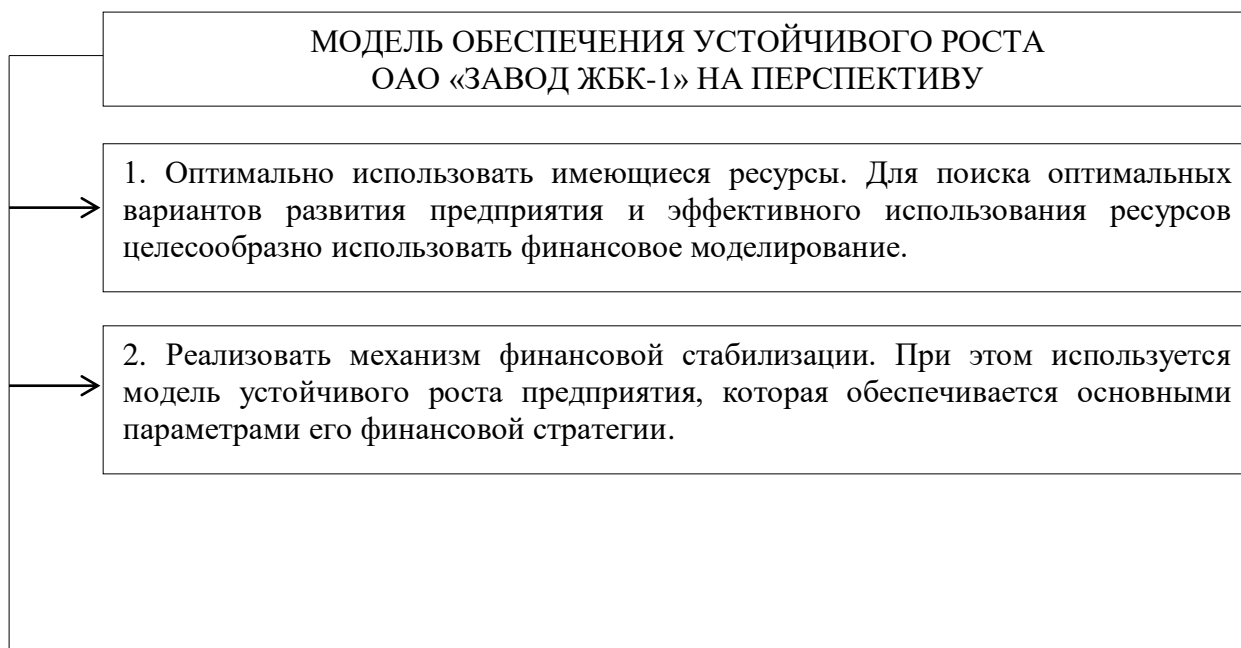 МОДЕЛЬ ОБЕСПЕЧЕНИЯ УСТОЙЧИВОГО РОСТА
ОАО «ЗАВОД ЖБК-1» НА ПЕРСПЕКТИВУ
1. Оптимально использовать имеющиеся ресурсы. Для поиска оптимальных
вариантов развития предприятия и эффективного использования ресурсов
целесообразно использовать финансовое моделирование.
2. Реализовать механизм финансовой стабилизации. При этом используется
модель устойчивого роста предприятия, которая обеспечивается основными
параметрами его финансовой стратегии.